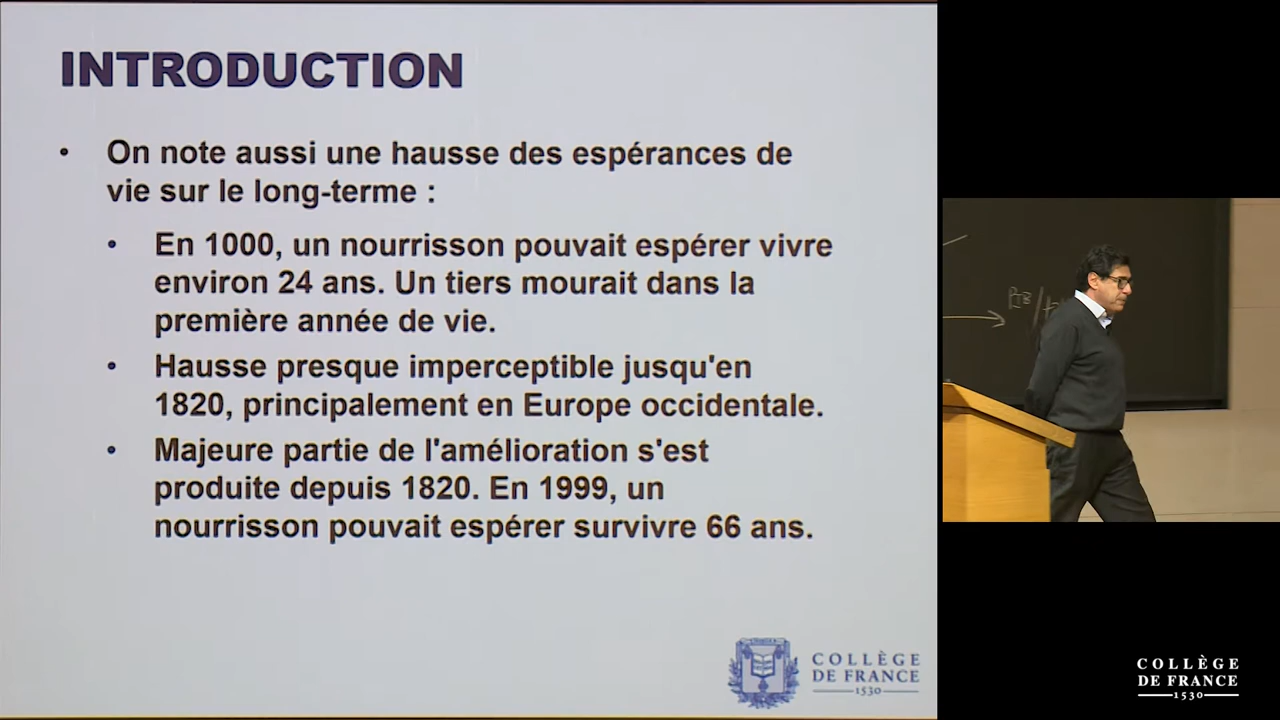 INTRODUCTION
• On note aussi une hausse des espérances de
vie sur le long-terme :
• En 1000, un nourrisson pouvait espérer vivre
environ 24 ans. Un tiers mourait dans la
première année de vie.
• Hausse presque imperceptible jusqu'en
1820, principalement en Europe occidentale.
• Majeure partie de l'amélioration s'est
produite depuis 1820. En 1999, un
nourrisson pouvait espérer survivre 66 ans.
COLLÈGE
DE FRANCE
1530
PIB/
COLLÈGE
DE FRANCE
1530